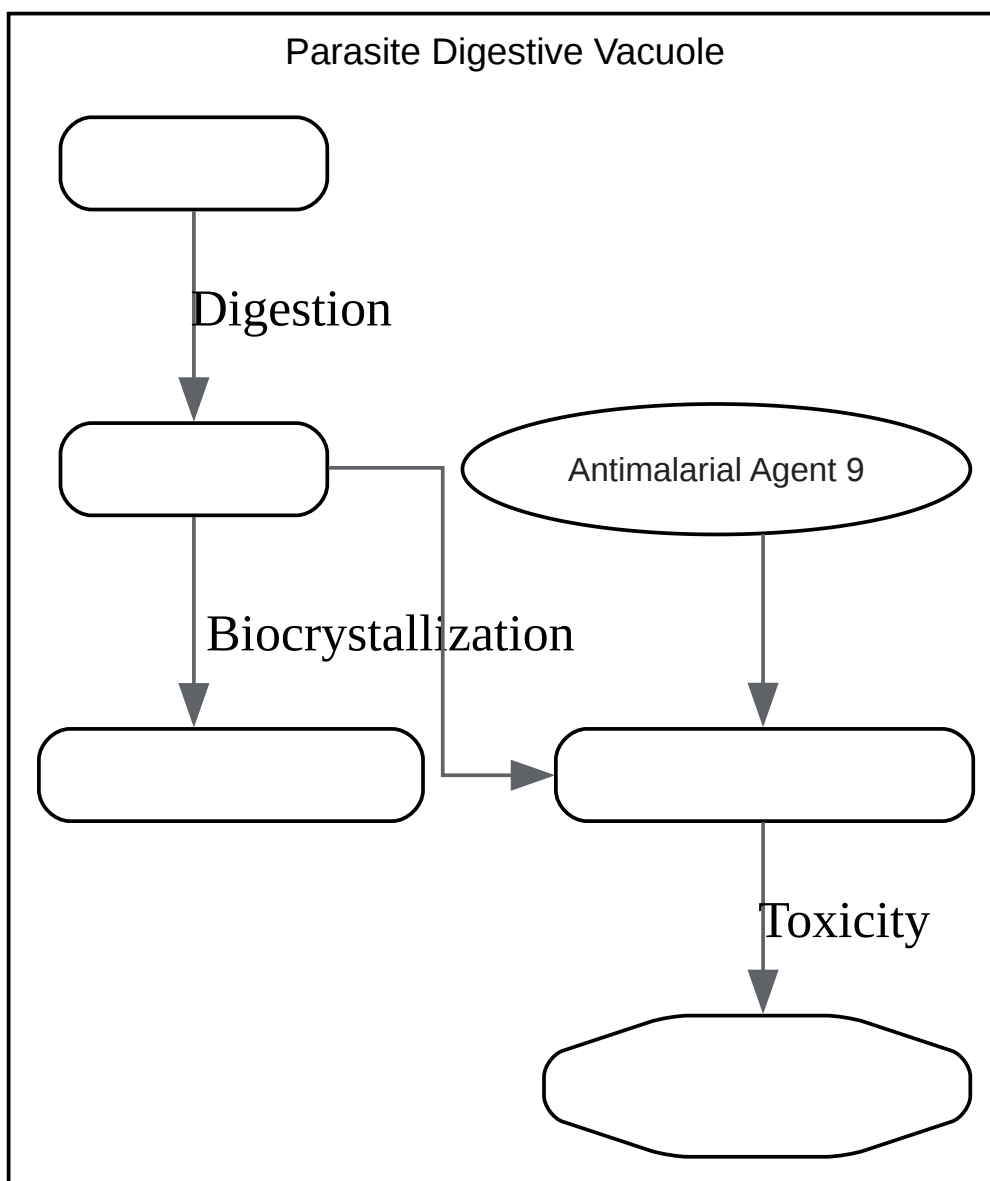 Parasite Digestive Vacuole
Digestion
Antimalarial Agent 9
Biocrystallization
Toxicity